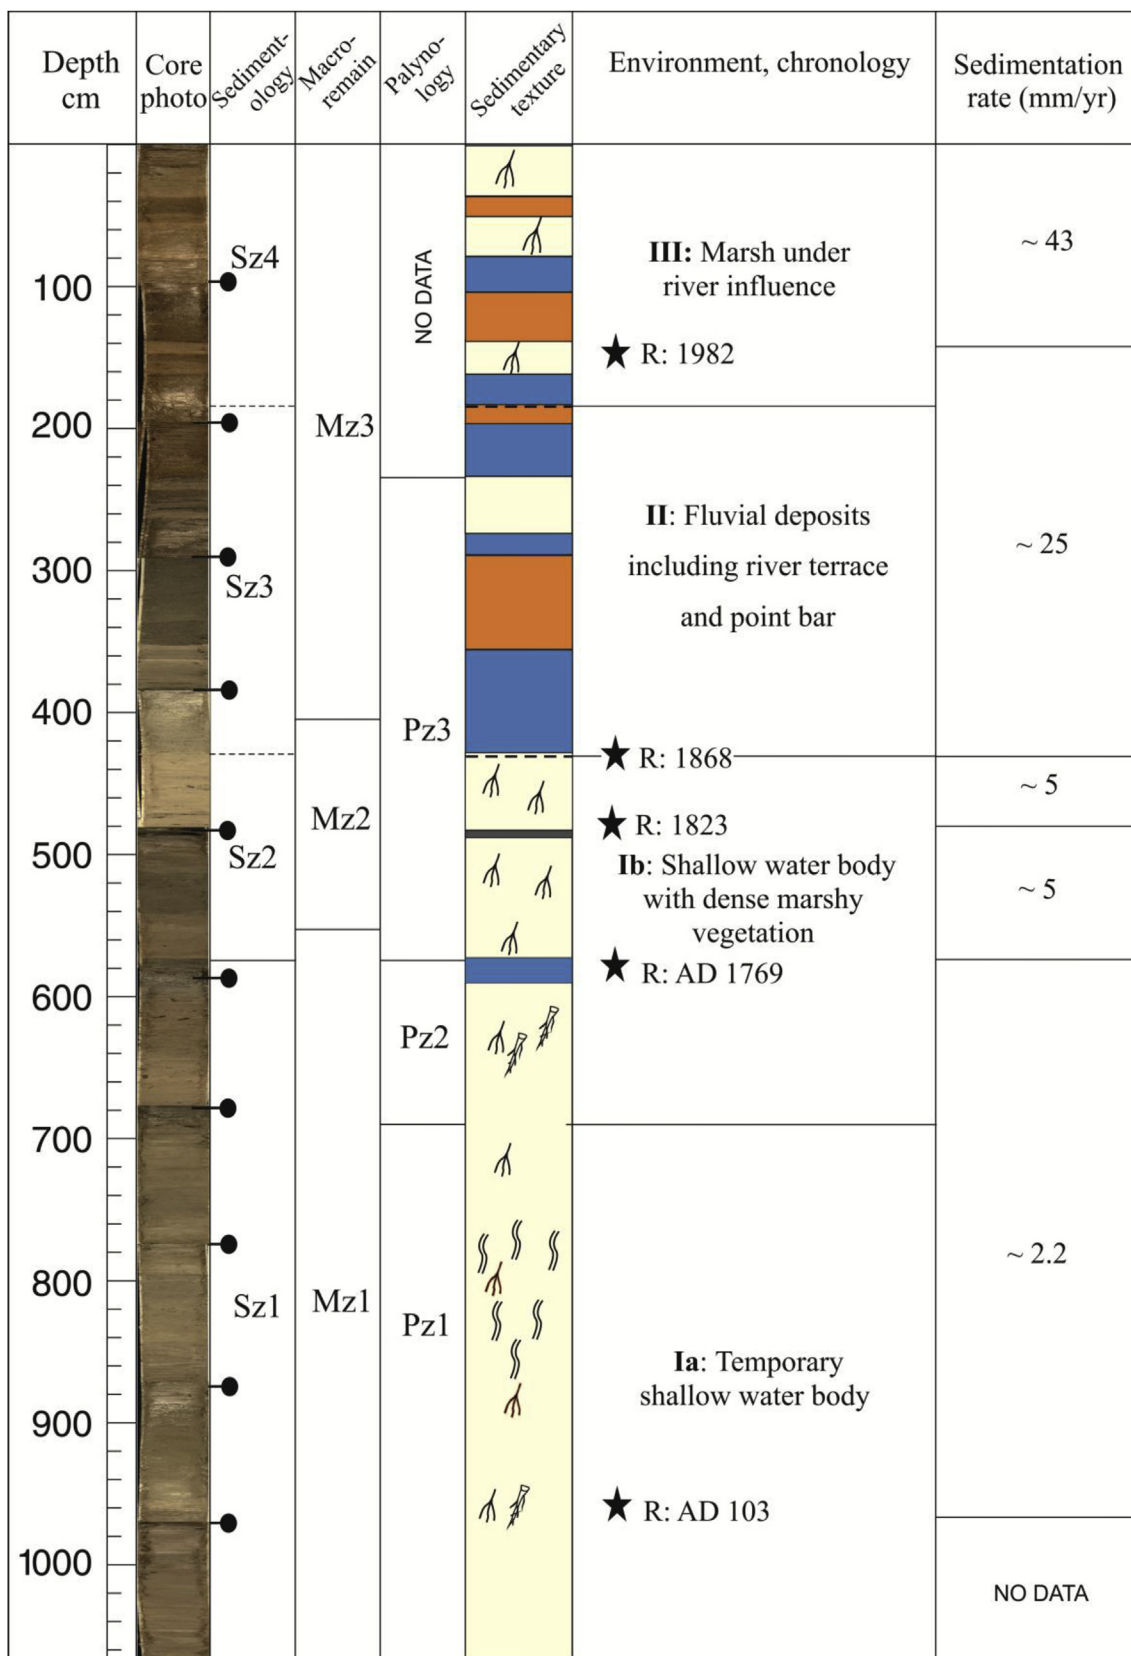 Depth
cm
Core
photo
Sediment-
ology
Macro-
remain
Palyno-
logy
Sedimentary
texture
Environment, chronology
Sedimentation
rate (mm/yr)
100
200
300
400
500
600
700
800
900
1000
Sz4
Sz3
Sz2
Sz1
Mz3
Mz2
Mz1
NO DATA
Pz3
Pz2
Pz1
III: Marsh under
river influence
R: 1982
II: Fluvial deposits
including river terrace
and point bar
R: 1868
R: 1823
Ib: Shallow water body
with dense marshy
vegetation
R: AD 1769
Ia: Temporary
shallow water body
R: AD 103
~ 43
~ 25
~ 5
~ 5
~ 2.2
NO DATA